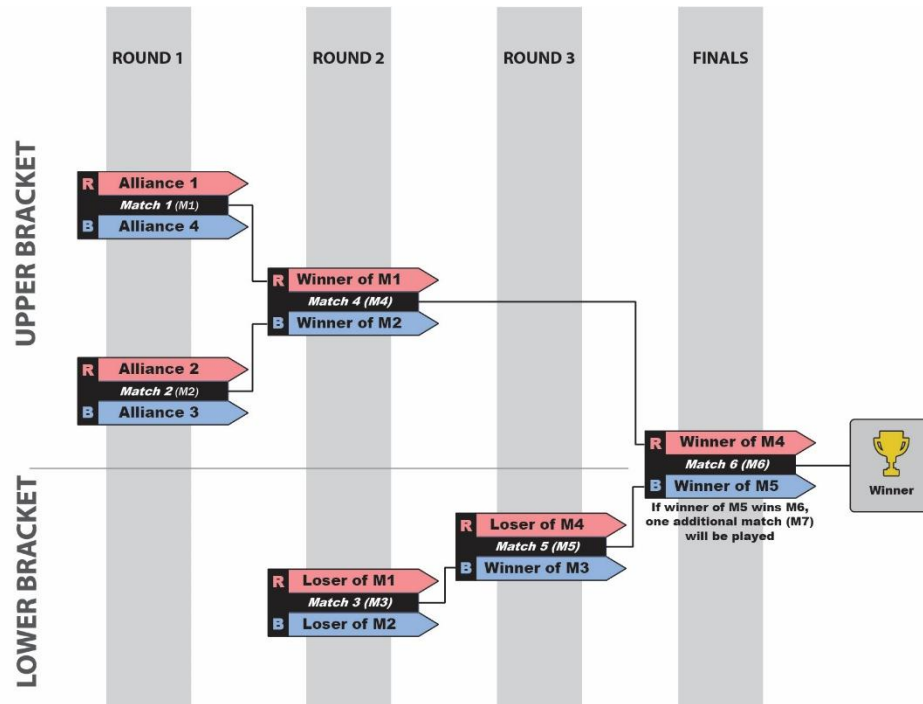 ROUND 1
ROUND 2
ROUND 3
FINALS
UPPER BRACKET
R Alliance 1
Match 1 (M1)
B Alliance 4
R Winner of M1
Match 4 (M4)
B Winner of M2
R Alliance 2
Match 2 (M2)
B Alliance 3
R Winner of M4
Match 6 (M6)
B Winner of M5
If winner of M5 wins M6,
one additional match (M7)
will be played
Winner
LOWER BRACKET
R Loser of M4
Match 5 (M5)
B Winner of M3
R Loser of M1
Match 3 (M3)
B Loser of M2